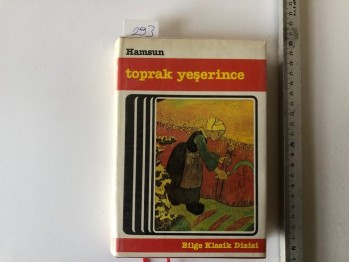 293
Hamsun
toprak yeşerince
Bilge Klasik Dizisi